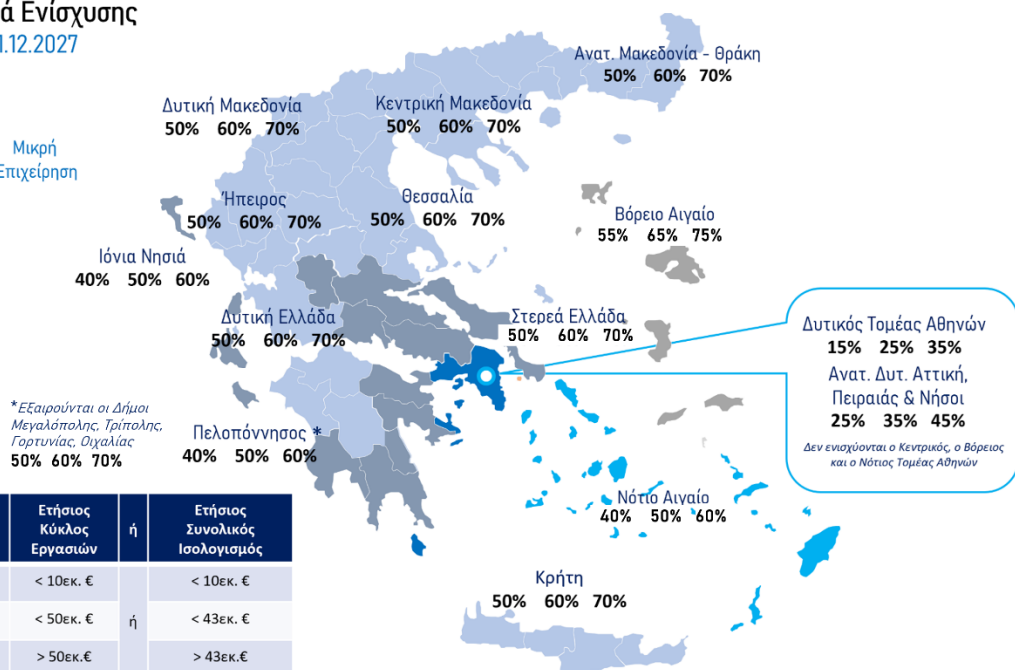 ά Ενίσχυσης
1.12.2027
Ανατ. Μακεδονία - Θράκη
50% 60% 70%
Δυτική Μακεδονία
50% 60% 70%
Κεντρική Μακεδονία
50% 60% 70%
Μικρή
Επιχείρηση
Ήπειρος
50% 60% 70%
Θεσσαλία
50% 60% 70%
Βόρειο Αιγαίο
55% 65% 75%
Ιόνια Νησιά
40% 50% 60%
Δυτική Ελλάδα
50% 60% 70%
Στερεά Ελλάδα
50% 60% 70%
Δυτικός Τομέας Αθηνών
15% 25% 35%
Ανατ. Δυτ. Αττική,
Πειραιάς & Νήσοι
25% 35% 45%
Δεν ενισχύονται ο Κεντρικός, ο Βόρειος
και ο Νότιος Τομέας Αθηνών
*Εξαιρούνται οι Δήμοι
Μεγαλόπολης, Τρίπολης,
Γορτυνίας, Οιχαλίας
50% 60% 70%
Πελοπόννησος *
40% 50% 60%
Νότιο Αιγαίο
40% 50% 60%
Κρήτη
50% 60% 70%
Ετήσιος Κύκλος Εργασιών ή Ετήσιος Συνολικός Ισολογισμός
< 10εκ. € < 10εκ. €
< 50εκ. € ή < 43εκ. €
> 50εκ.€ > 43εκ.€